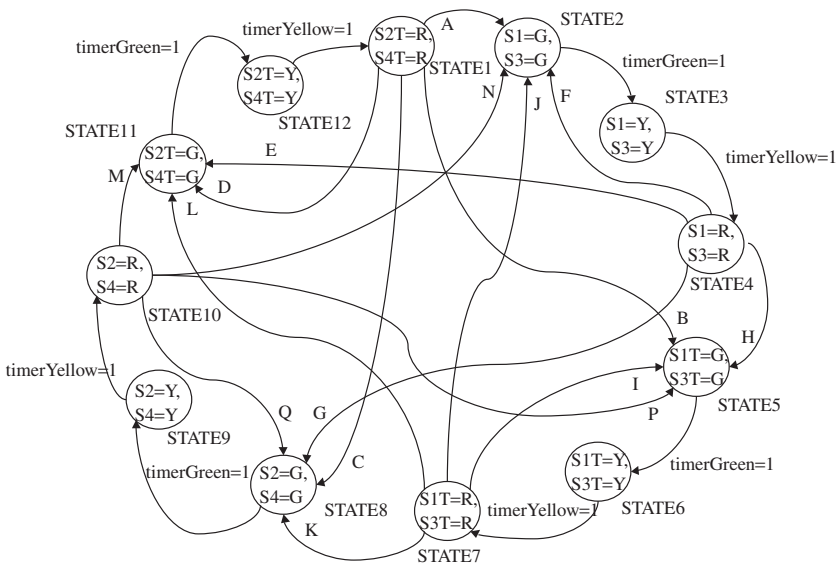 timerGreen=1
timerYellow=1
S2T=R,
S4T=R
STATE1
A
S1=G,
S3=G
STATE2
timerGreen=1
S2T=Y,
S4T=Y
STATE12
N
J
F
STATE3
S1=Y,
S3=Y
timerYellow=1
STATE11
S2T=G,
S4T=G
E
D
L
M
S1=R,
S3=R
STATE4
S2=R,
S4=R
STATE10
B
H
timerYellow=1
S1T=G,
S3T=G
STATE5
I
P
S2=Y,
S4=Y
STATE9
Q
G
C
timerGreen=1
S2=G,
S4=G
STATE8
K
S1T=R,
S3T=R
STATE7
timerYellow=1
S1T=Y,
S3T=Y
STATE6
timerGreen=1